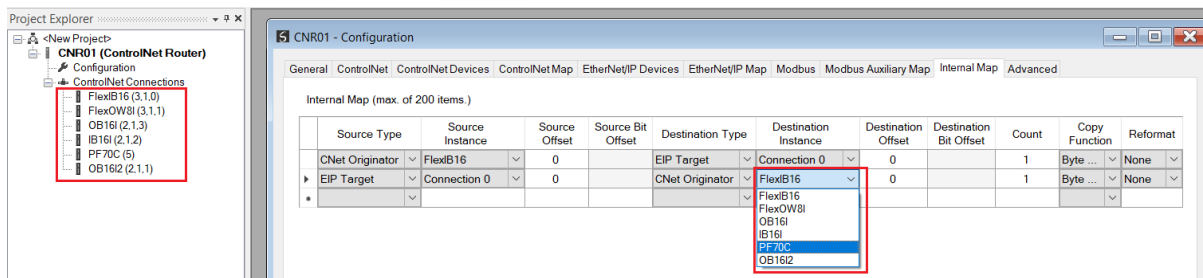 Project Explorer
<New Project>
CNR01 (ControlNet Router)
Configuration
ControlNet Connections
FlexIB16 (3,1,0)
FlexOW8I (3,1,1)
OB16I (2,1,3)
IB16I (2,1,2)
PF70C (5)
OB16I2 (2,1,1)
CNR01 - Configuration
General ControlNet ControlNet Devices ControlNet Map EtherNet/IP Devices EtherNet/IP Map Modbus Modbus Auxiliary Map Internal Map Advanced
Internal Map (max. of 200 items.)
Source Type Source Instance Source Offset Source Bit Offset Destination Type Destination Instance Destination Offset Destination Bit Offset Count Copy Function Reformat
CNet Originator FlexIB16 0 EIP Target Connection 0 0 1 Byte ... None
EIP Target Connection 0 0 CNet Originator FlexIB16 0 1 Byte ... None
FlexIB16
FlexOW8I
OB16I
IB16I
PF70C
OB16I2